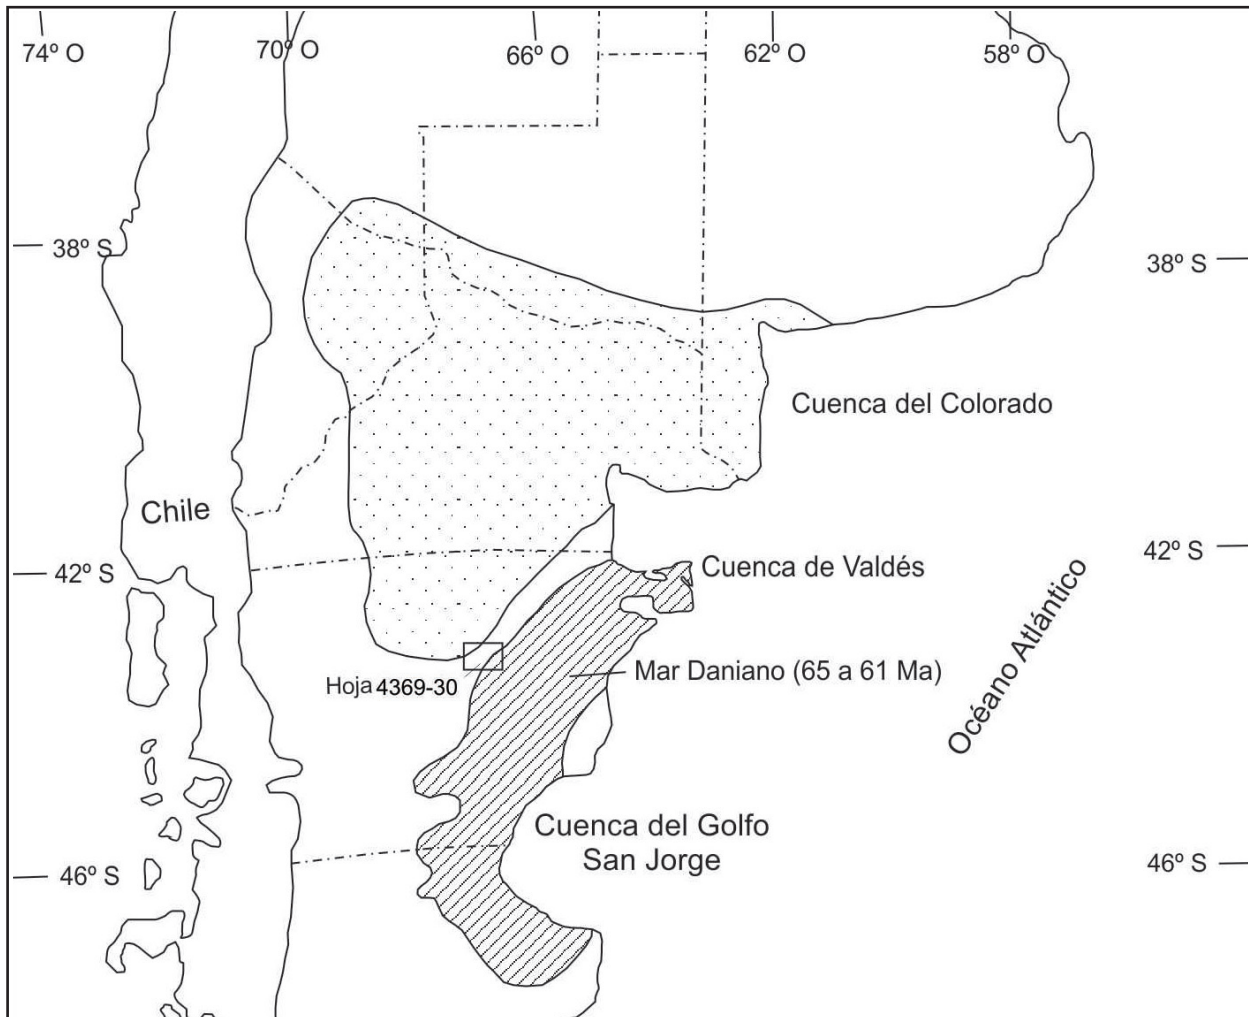 74º O
70º O
66º O
62º O
58º O
38º S
38º S
Cuenca del Colorado
Chile
42º S
42º S
Cuenca de Valdés
Hoja 4369-30
Mar Daniano (65 a 61 Ma)
Océano Atlántico
Cuenca del Golfo
San Jorge
46º S
46º S